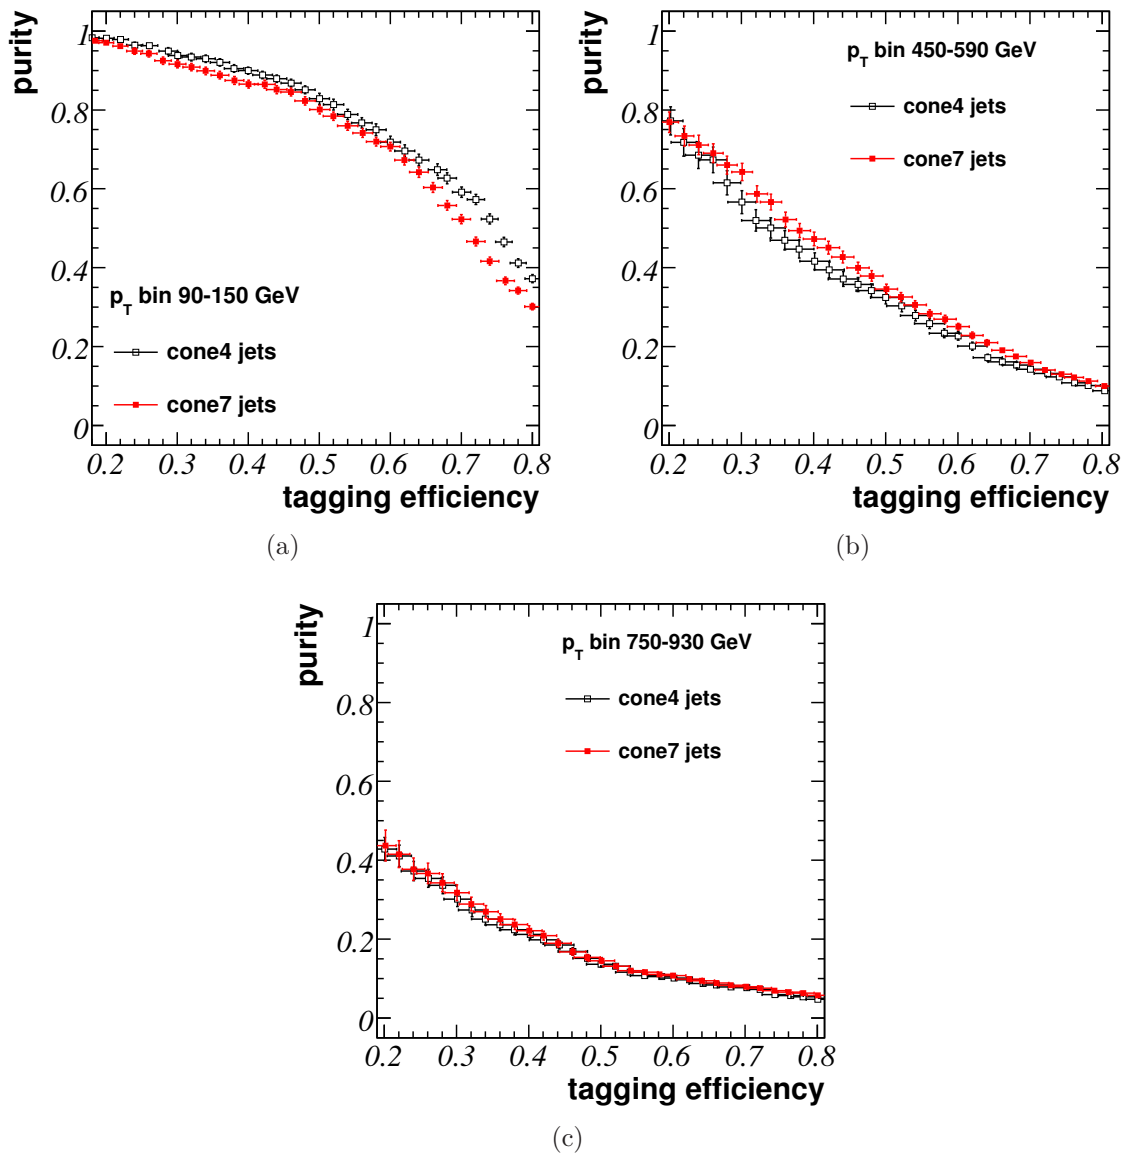 purity
1
0.8
0.6
0.4
0.2
0
p_T bin 90-150 GeV
cone4 jets
cone7 jets
0.2 0.3 0.4 0.5 0.6 0.7 0.8
tagging efficiency
(a)
purity
1
0.8
0.6
0.4
0.2
0
p_T bin 450-590 GeV
cone4 jets
cone7 jets
0.2 0.3 0.4 0.5 0.6 0.7 0.8
tagging efficiency
(b)
purity
1
0.8
0.6
0.4
0.2
0
p_T bin 750-930 GeV
cone4 jets
cone7 jets
0.2 0.3 0.4 0.5 0.6 0.7 0.8
tagging efficiency
(c)